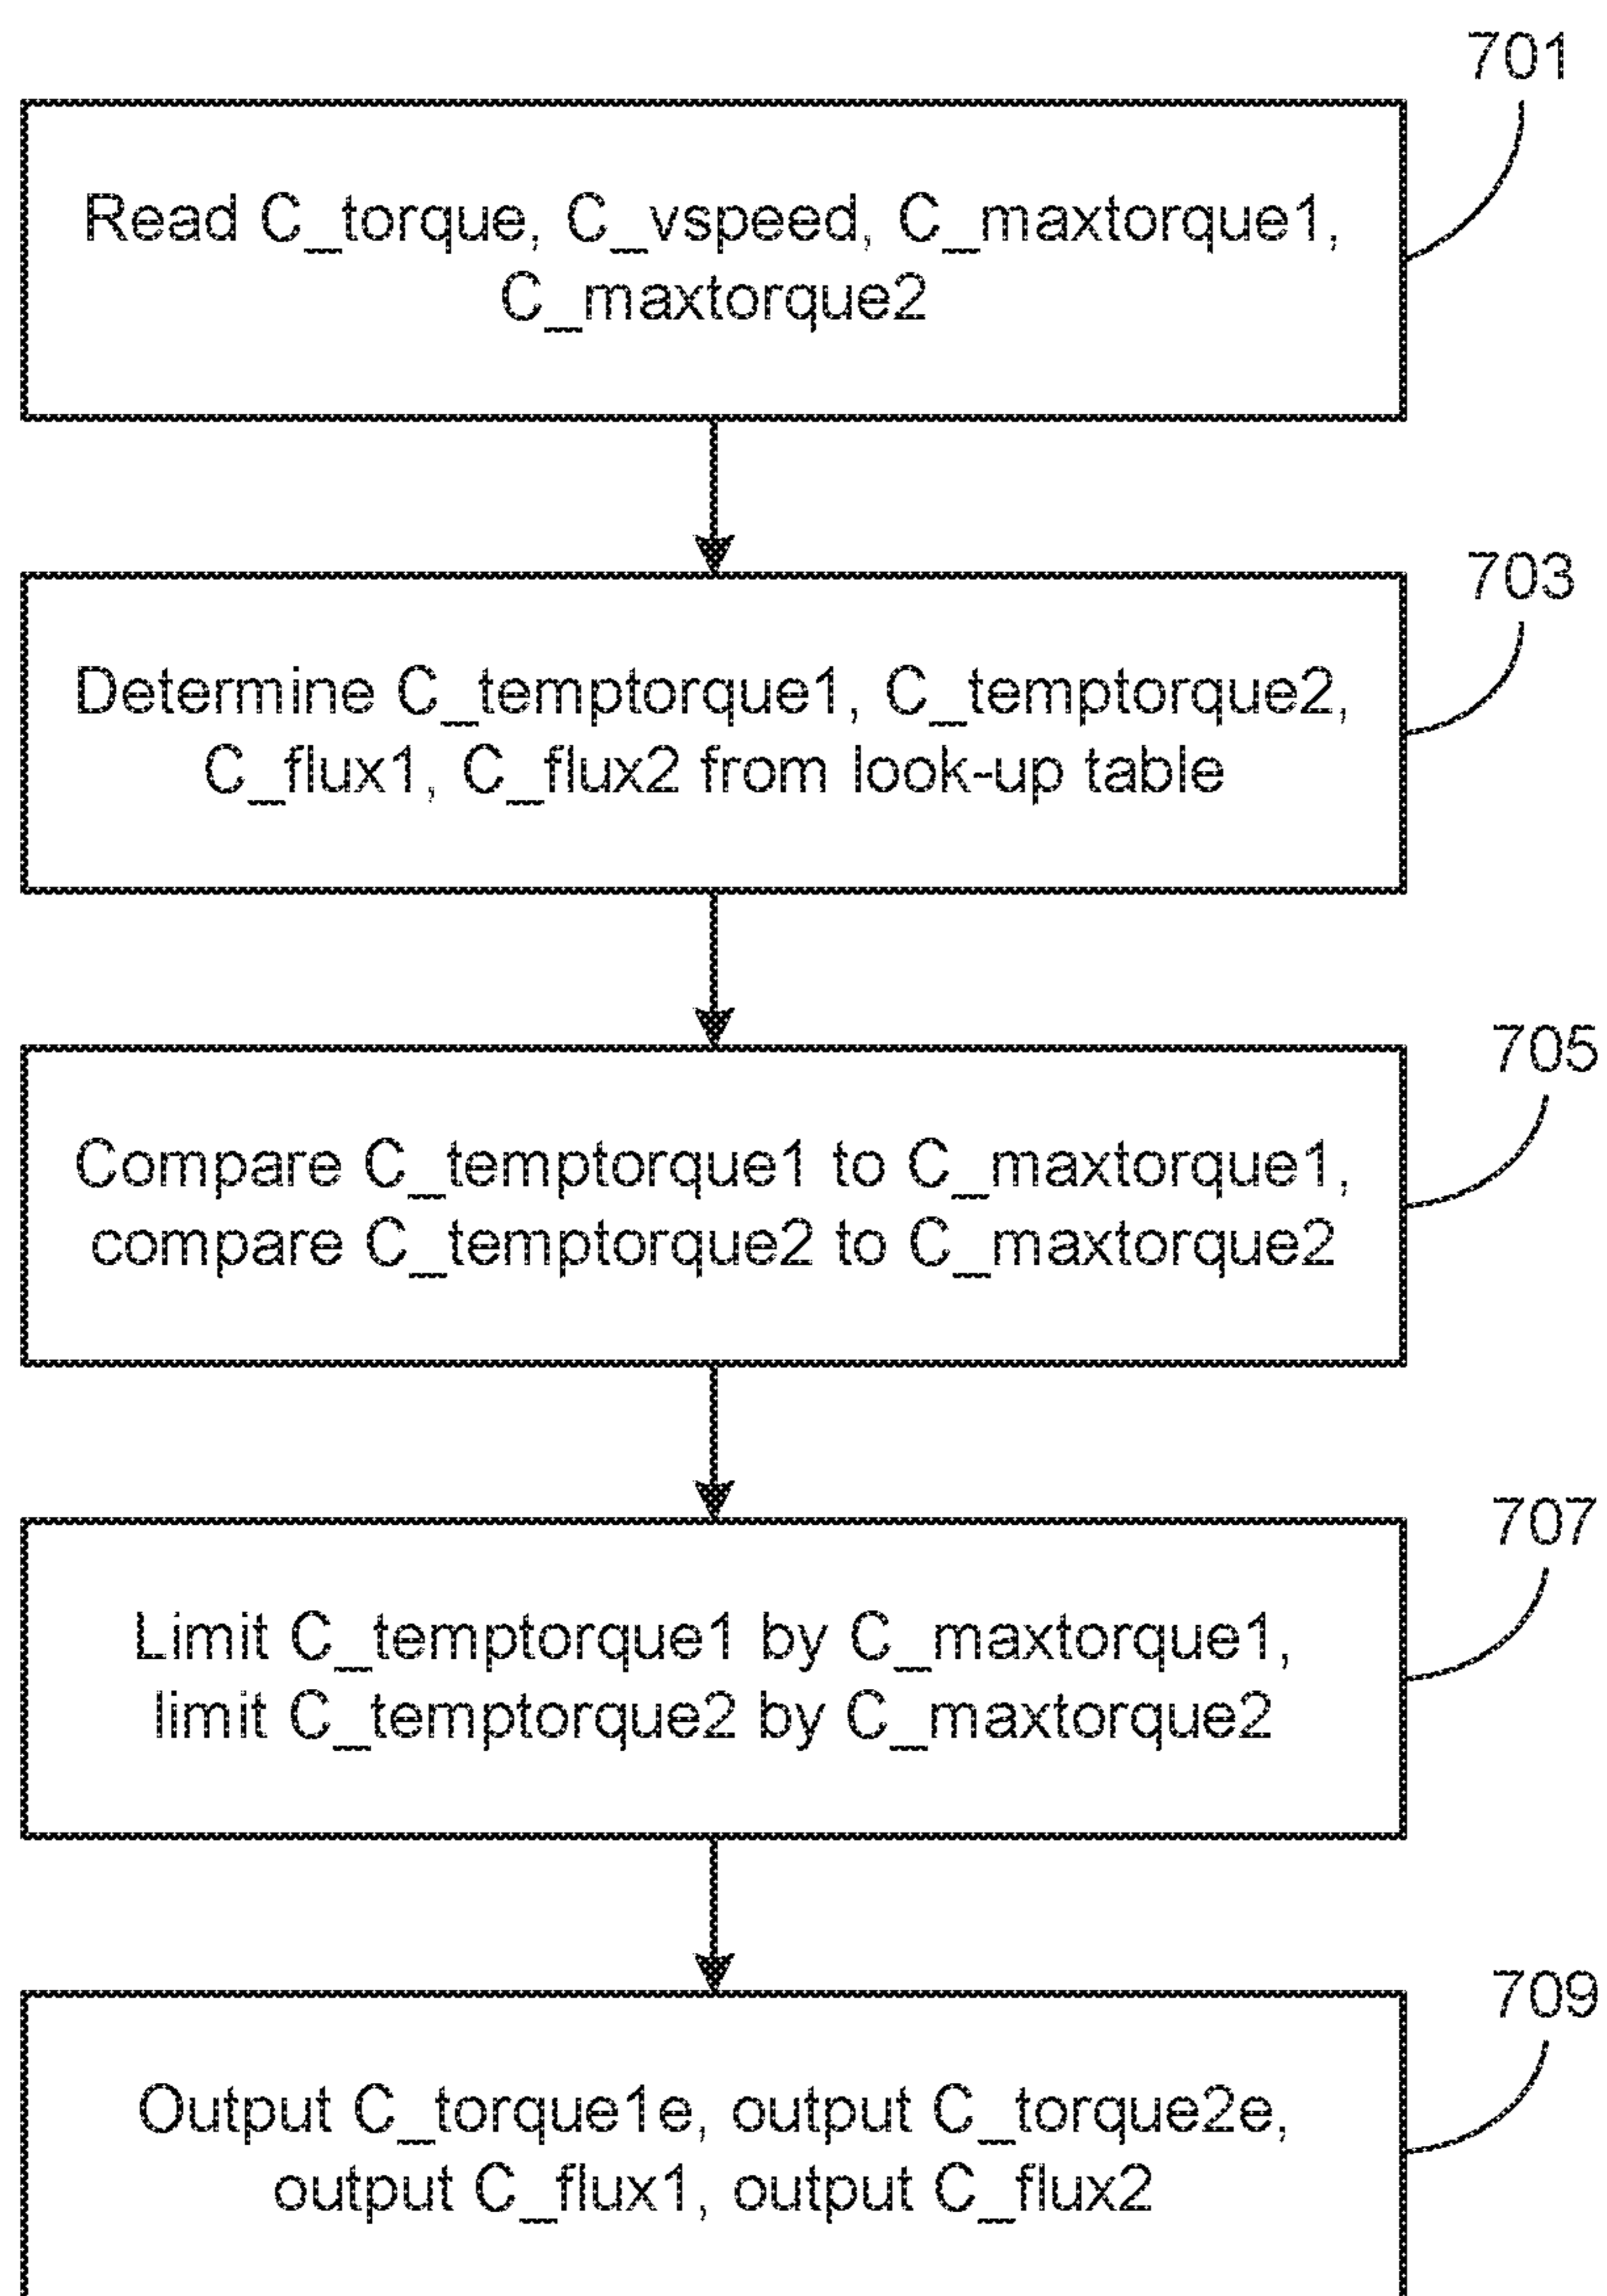 701
Read C_torque, C_vspeed, C_maxtorque1,
C_maxtorque2
703
Determine C_temptorque1, C_temptorque2,
C_flux1, C_flux2 from look-up table
705
Compare C_temptorque1 to C_maxtorque1,
compare C_temptorque2 to C_maxtorque2
707
Limit C_temptorque1 by C_maxtorque1,
limit C_temptorque2 by C_maxtorque2
709
Output C_torque1e, output C_torque2e,
output C_flux1, output C_flux2